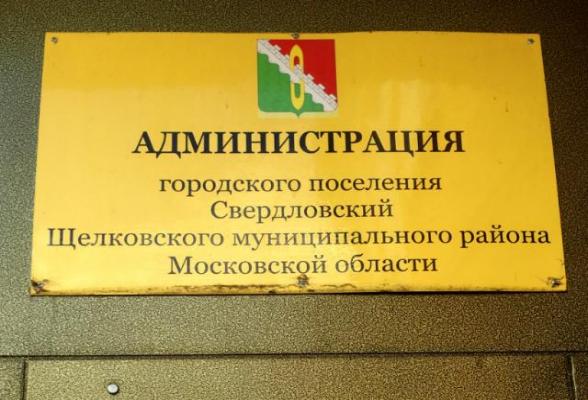 АДМИНИСТРАЦИЯ
городского поселения
Свердловский
Щелковского муниципального района
Московской области